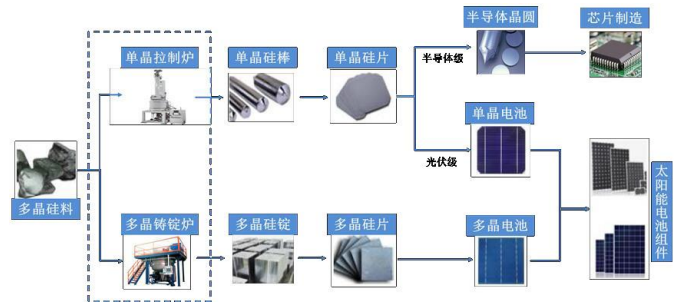 半导体晶圆
芯片制造
单晶拉制炉
单晶硅棒
单晶硅片
半导体级
单晶电池
光伏级
多晶硅料
多晶铸锭炉
多晶硅锭
多晶硅片
多晶电池
太阳能电池组件